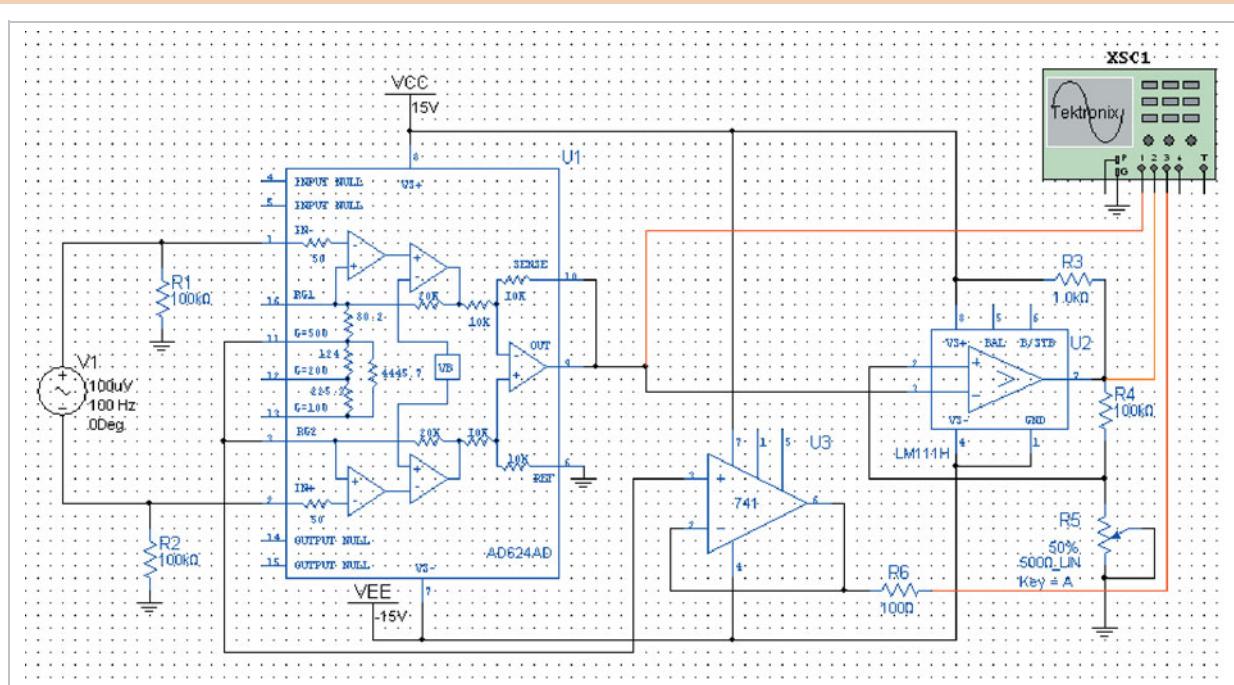 XSC1
Tektronix
P
G
1 2 3 4 T
VCC
15V
8
U1
4 INPUT NULL
VS+
5 INPUT NULL
1 IN-
50
SENSE
10
10K
R1
100kΩ
16 RG1
20K
10K
80.2
11 G=500
124
OUT
9
12 G=200
4445.7
VB
225.3
13 G=100
V1
100uV
100 Hz
0Deg
3 RG2
20K
10K
10K
6
REF
2 IN+
50
14 OUTPUT NULL
15 OUTPUT NULL
AD624AD
VS-
7
R2
100kΩ
VEE
-15V
R3
1.0kΩ
8 5 6
VS+ BAL B/STB
U2
2
3
7
VS- GND
4 1
LM111H
R4
100kΩ
7 1 5
U3
3
741
6
2
4
R5
50%
500Ω_LIN
Key = A
R6
100Ω